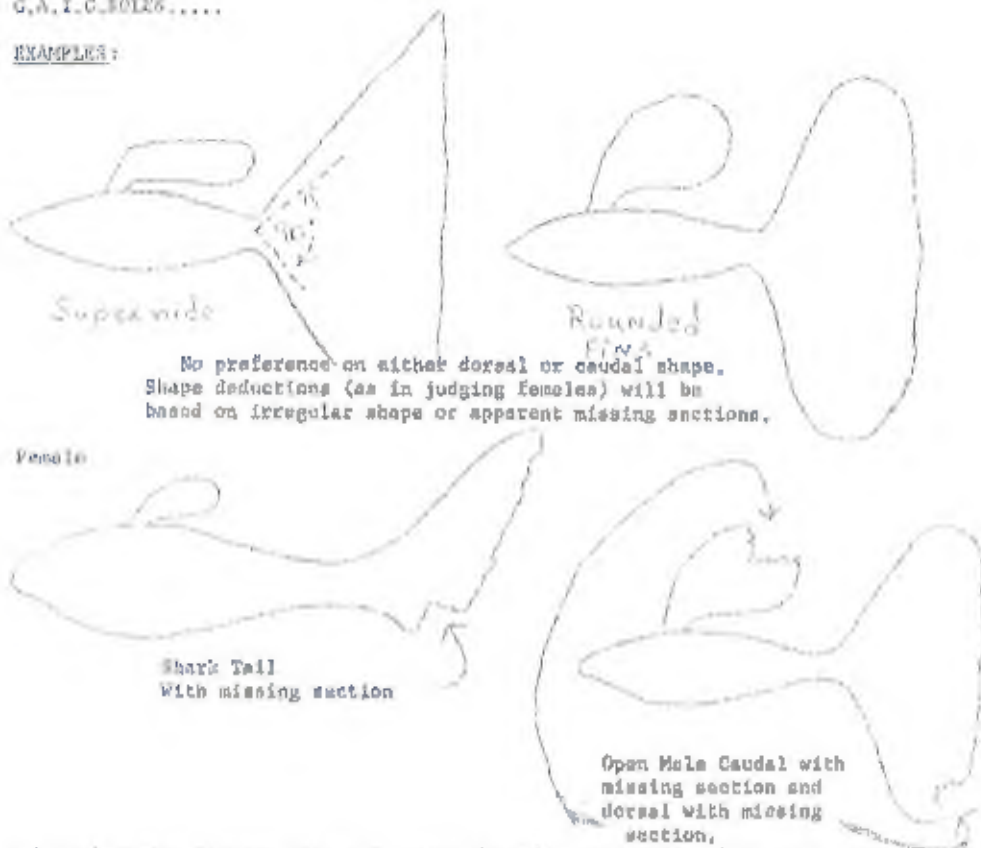 EXAMPLES:
90°
Superwide
Rounded
Fins
No preference on either dorsal or caudal shape.
Shape deductions (as in judging females) will be
based on irregular shape or apparent missing sections.
Female
Shark Tail
With missing section
Open Male Caudal with
missing section and
dorsal with missing
section.